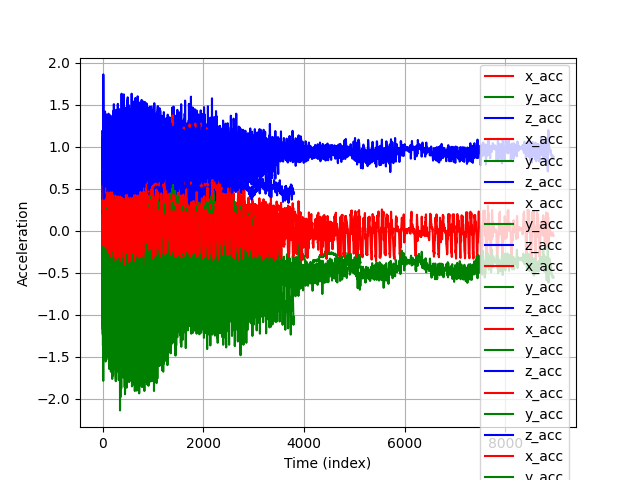 2.0
1.5
1.0
0.5
0.0
−0.5
−1.0
−1.5
−2.0
Acceleration
0
2000
4000
6000
8000
Time (index)
x_acc
y_acc
z_acc
x_acc
y_acc
z_acc
x_acc
y_acc
z_acc
x_acc
y_acc
z_acc
x_acc
y_acc
z_acc
x_acc
y_acc
z_acc
x_acc
y_acc